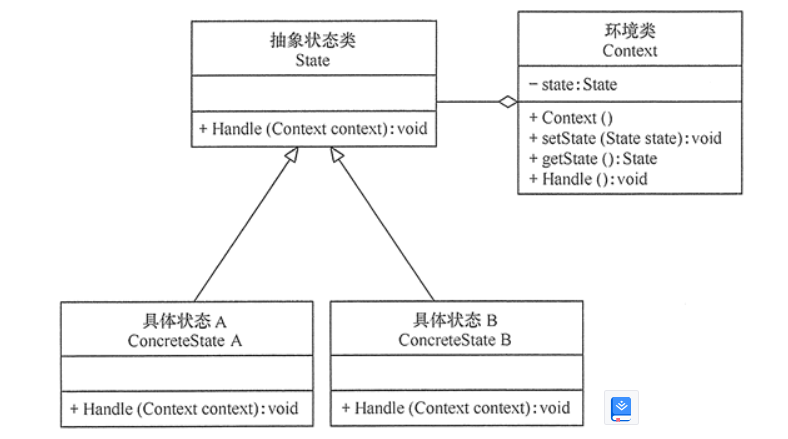 抽象状态类
State
+ Handle (Context context): void
环境类
Context
− state: State
+ Context ()
+ setState (State state): void
+ getState (): State
+ Handle (): void
具体状态 A
ConcreteState A
+ Handle (Context context): void
具体状态 B
ConcreteState B
+ Handle (Context context): void